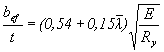 b_ef / t = (0,54 + 0,15λ̄) √(E / R_y)